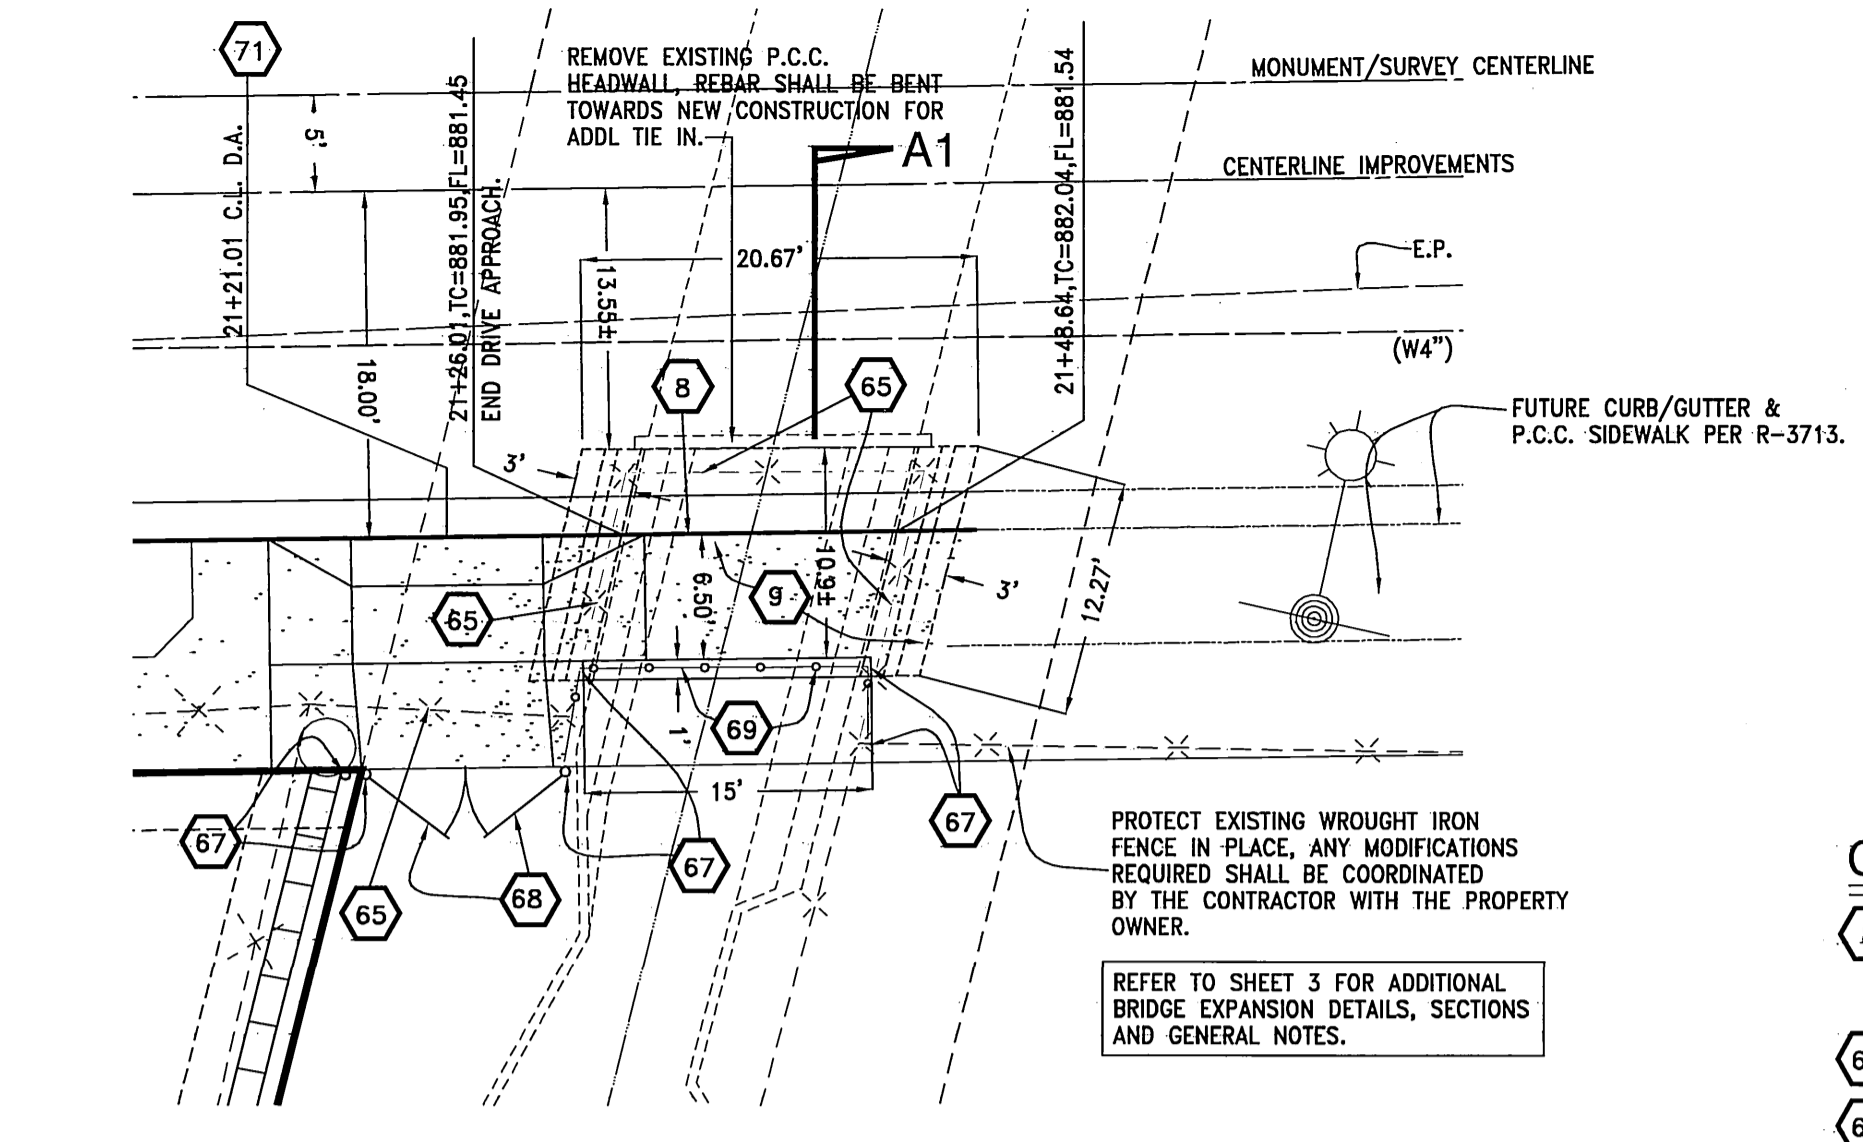 71
REMOVE EXISTING P.C.C.
HEADWALL, REBAR SHALL BE BENT
TOWARDS NEW CONSTRUCTION FOR
ADDL TIE IN.
MONUMENT/SURVEY CENTERLINE
5'
21+21.01 C.L. D.A.
21+26.01,TC=881.95,FL=881.45
END DRIVE APPROACH.
A1
21+48.64,TC=882.04,FL=881.54
CENTERLINE IMPROVEMENTS
20.67'
E.P.
13.55±
18.00'
(W4")
8
65
FUTURE CURB/GUTTER &
P.C.C. SIDEWALK PER R-3713.
3'
6.50'
10.9±
9
3'
12.27'
65
69
1'
15'
67
67
67
68
65
PROTECT EXISTING WROUGHT IRON
FENCE IN PLACE, ANY MODIFICATIONS
REQUIRED SHALL BE COORDINATED
BY THE CONTRACTOR WITH THE PROPERTY
OWNER.
REFER TO SHEET 3 FOR ADDITIONAL
BRIDGE EXPANSION DETAILS, SECTIONS
AND GENERAL NOTES.